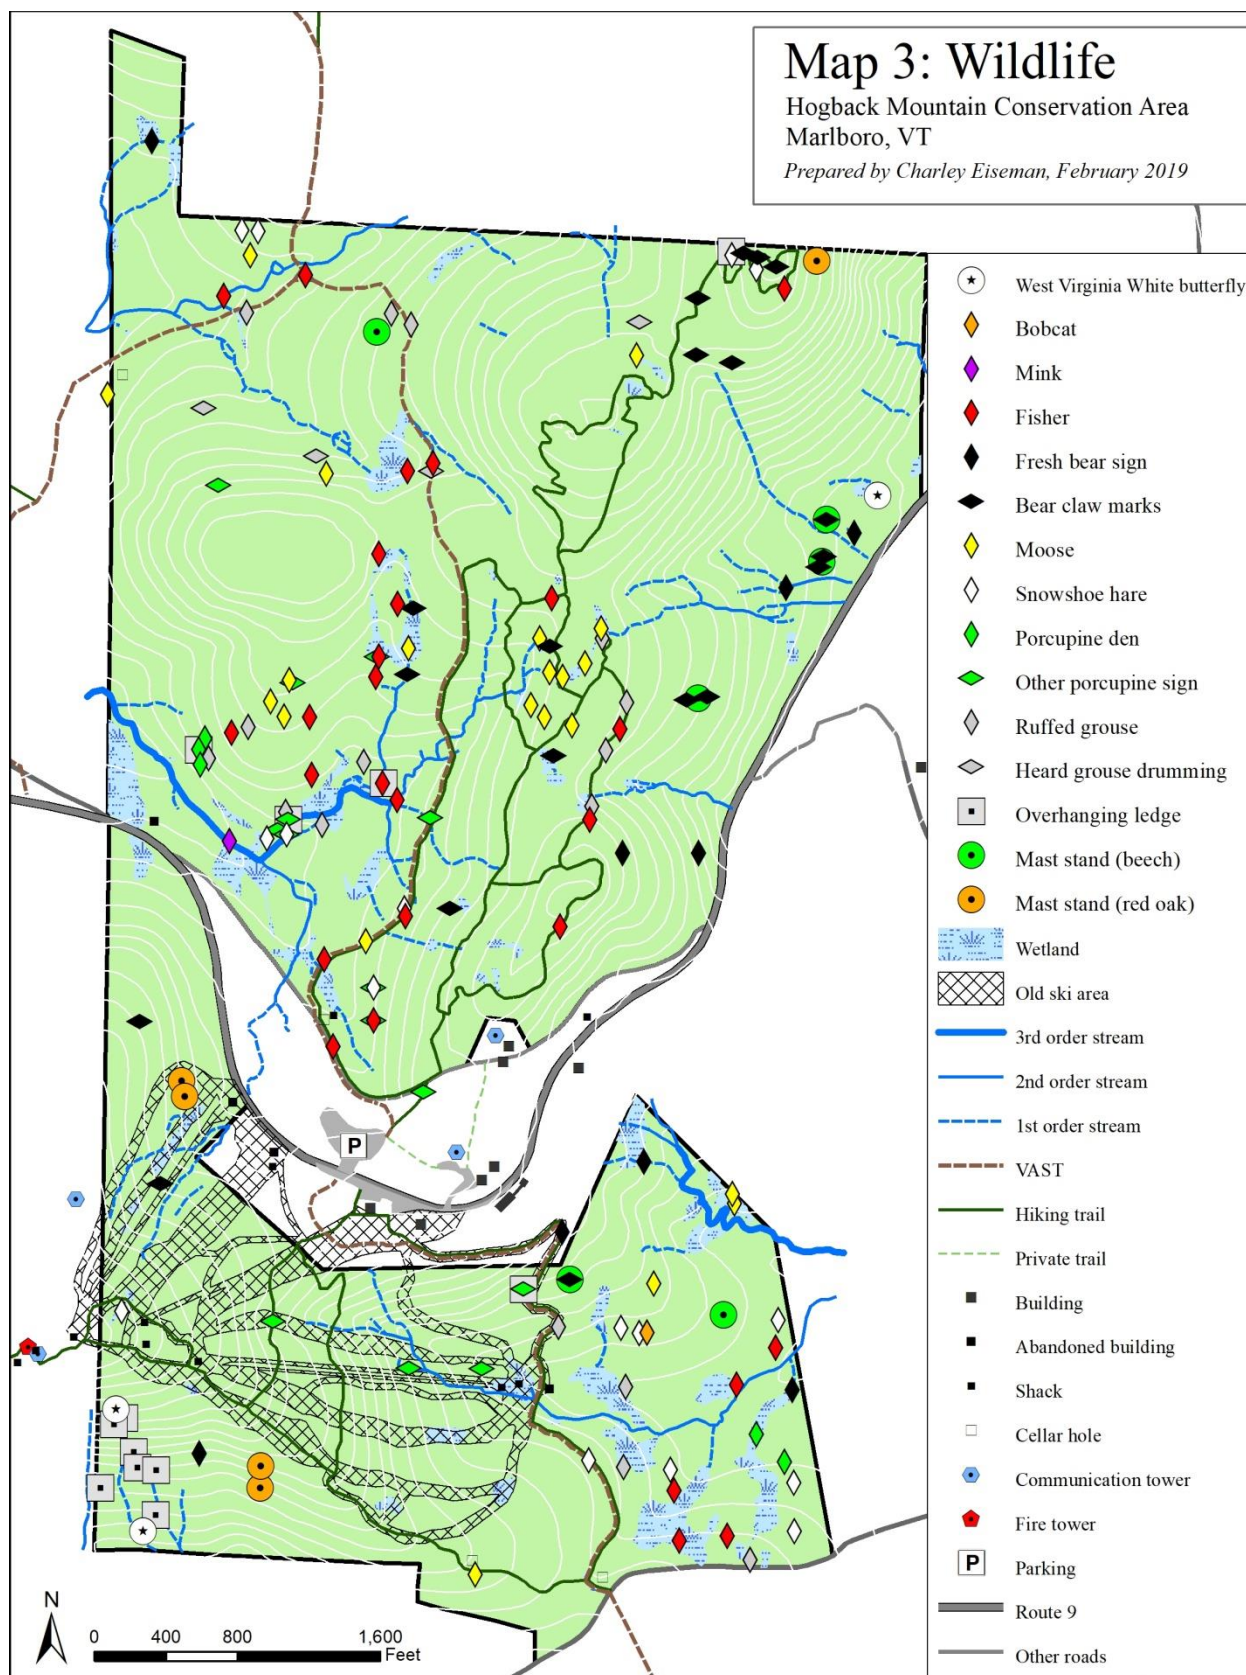 Map 3: Wildlife
Hogback Mountain Conservation Area
Marlboro, VT
Prepared by Charley Eiseman, February 2019
West Virginia White butterfly
Bobcat
Mink
Fisher
Fresh bear sign
Bear claw marks
Moose
Snowshoe hare
Porcupine den
Other porcupine sign
Ruffed grouse
Heard grouse drumming
Overhanging ledge
Mast stand (beech)
Mast stand (red oak)
Wetland
Old ski area
3rd order stream
2nd order stream
1st order stream
VAST
Hiking trail
Private trail
Building
Abandoned building
Shack
Cellar hole
Communication tower
Fire tower
P Parking
Route 9
Other roads
P
N
0 400 800 1,600
Feet